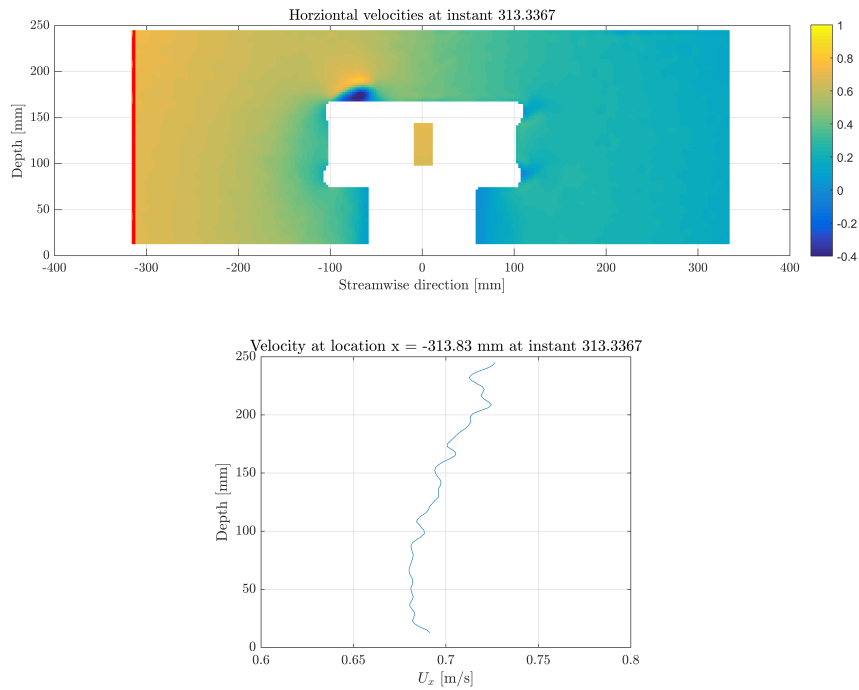 Horziontal velocities at instant 313.3367
250
200
150
100
50
0
Depth [mm]
-400 -300 -200 -100 0 100 200 300 400
Streamwise direction [mm]
1
0.8
0.6
0.4
0.2
0
-0.2
-0.4
Velocity at location x = -313.83 mm at instant 313.3367
250
200
150
100
50
0
Depth [mm]
0.6 0.65 0.7 0.75 0.8
Uₓ [m/s]